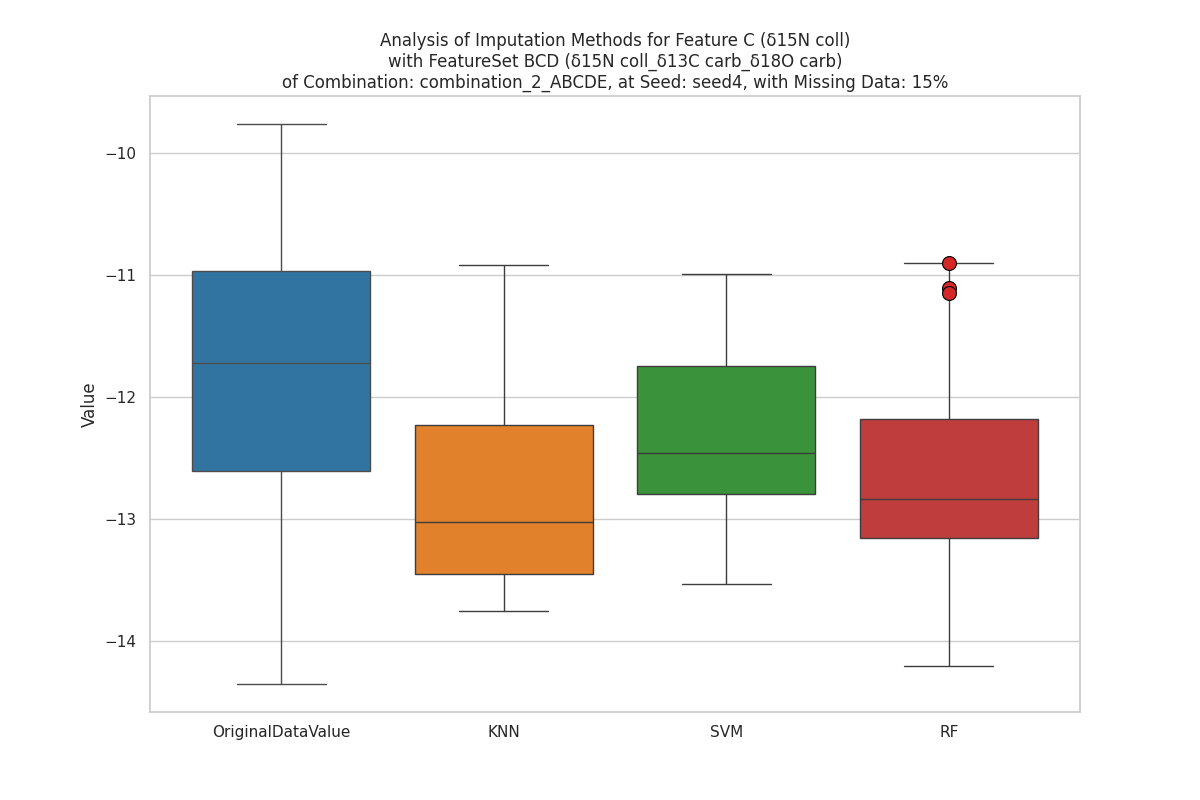 Analysis of Imputation Methods for Feature C (δ15N coll)
with FeatureSet BCD (δ15N coll_δ13C carb_δ18O carb)
of Combination: combination_2_ABCDE, at Seed: seed4, with Missing Data: 15%
Value
−10
−11
−12
−13
−14
OriginalDataValue
KNN
SVM
RF